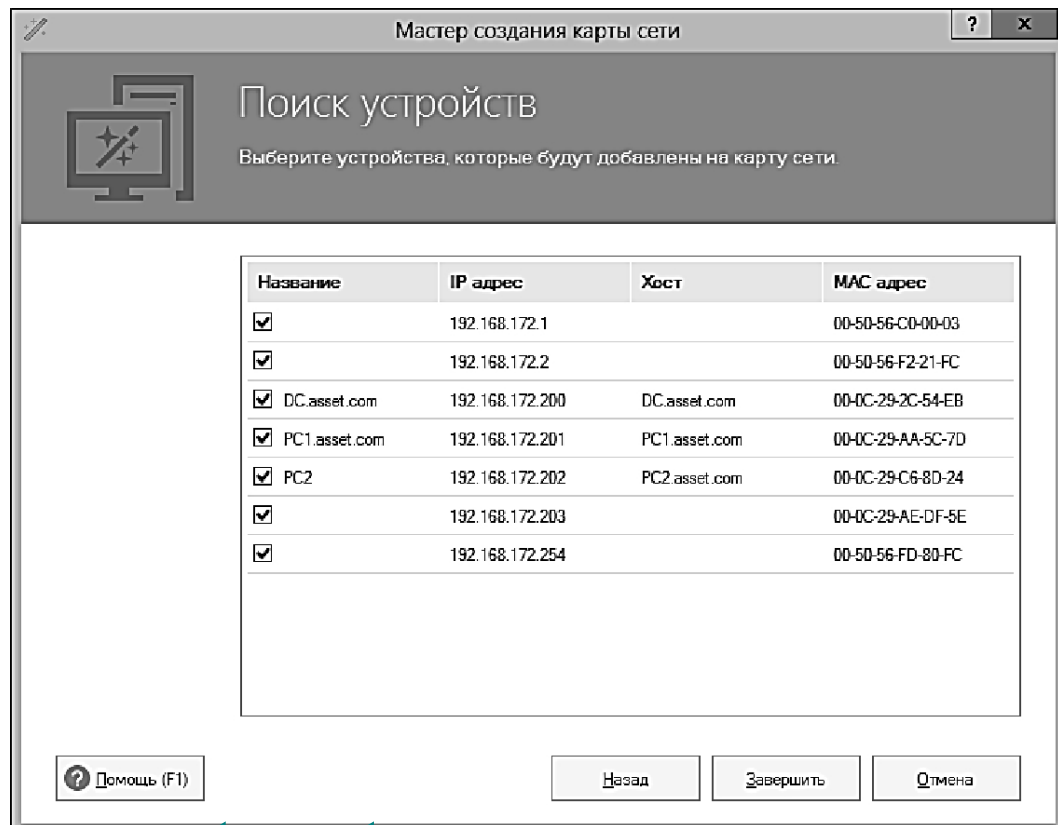 Мастер создания карты сети
? x
Поиск устройств
Выберите устройства, которые будут добавлены на карту сети.
Название IP адрес Хост MAC адрес
192.168.172.1 00-50-56-C0-00-03
192.168.172.2 00-50-56-F2-21-FC
DC.asset.com 192.168.172.200 DC.asset.com 00-0C-29-2C-54-EB
PC1.asset.com 192.168.172.201 PC1.asset.com 00-0C-29-AA-5C-7D
PC2 192.168.172.202 PC2.asset.com 00-0C-29-C6-8D-24
192.168.172.203 00-0C-29-AE-DF-5E
192.168.172.254 00-50-56-FD-80-FC
? Помощь (F1) Назад Завершить Отмена